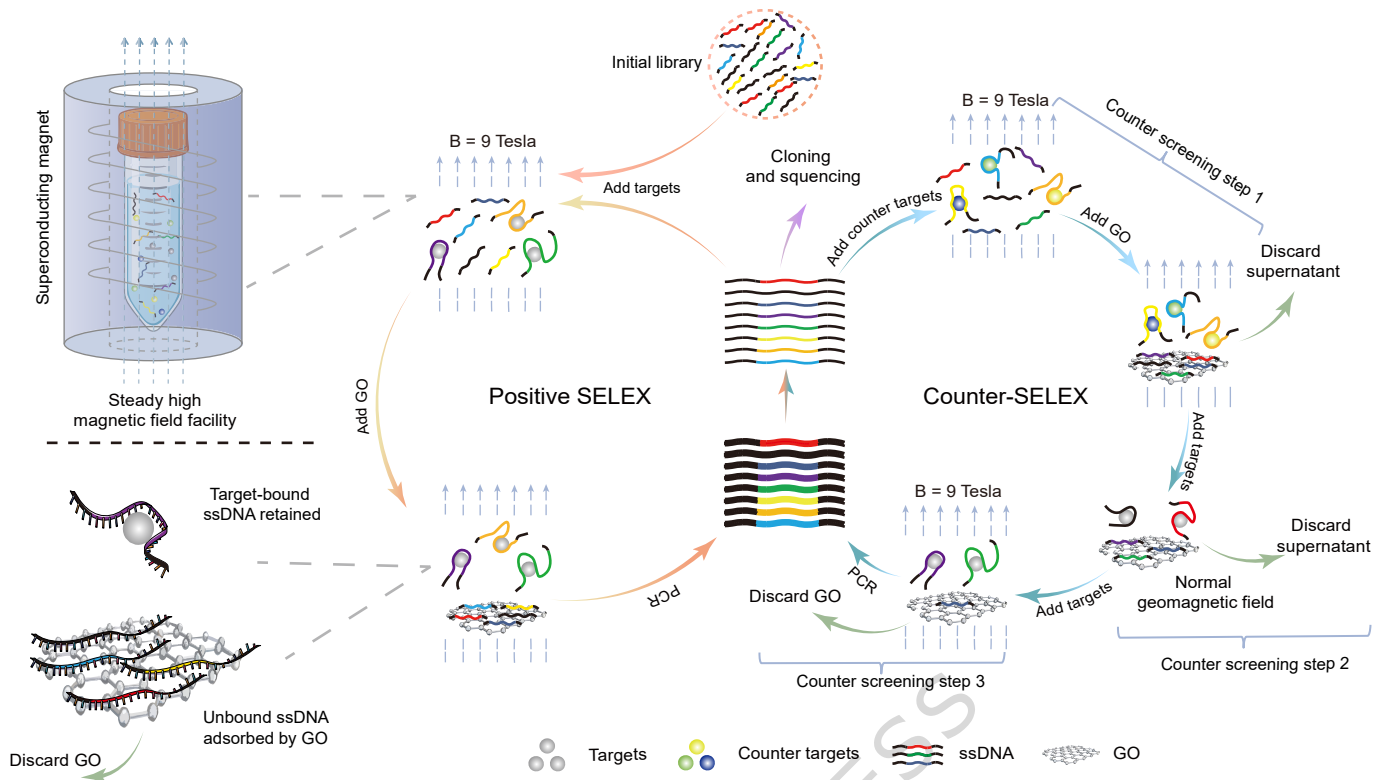 Initial library
B = 9 Tesla
Add targets
Cloning
and squencing
B = 9 Tesla
Counter screening step 1
Add counter targets
Add GO
Discard
supernatant
Superconducting magnet
Steady high
magnetic field facility
Add GO
Positive SELEX
Counter-SELEX
Add targets
Target-bound
ssDNA retained
B = 9 Tesla
Discard
supernatant
Normal
geomagnetic field
PCR
PCR
Discard GO
Add targets
Counter screening step 2
Counter screening step 3
Unbound ssDNA
adsorbed by GO
Discard GO
Targets
Counter targets
ssDNA
GO
ESS